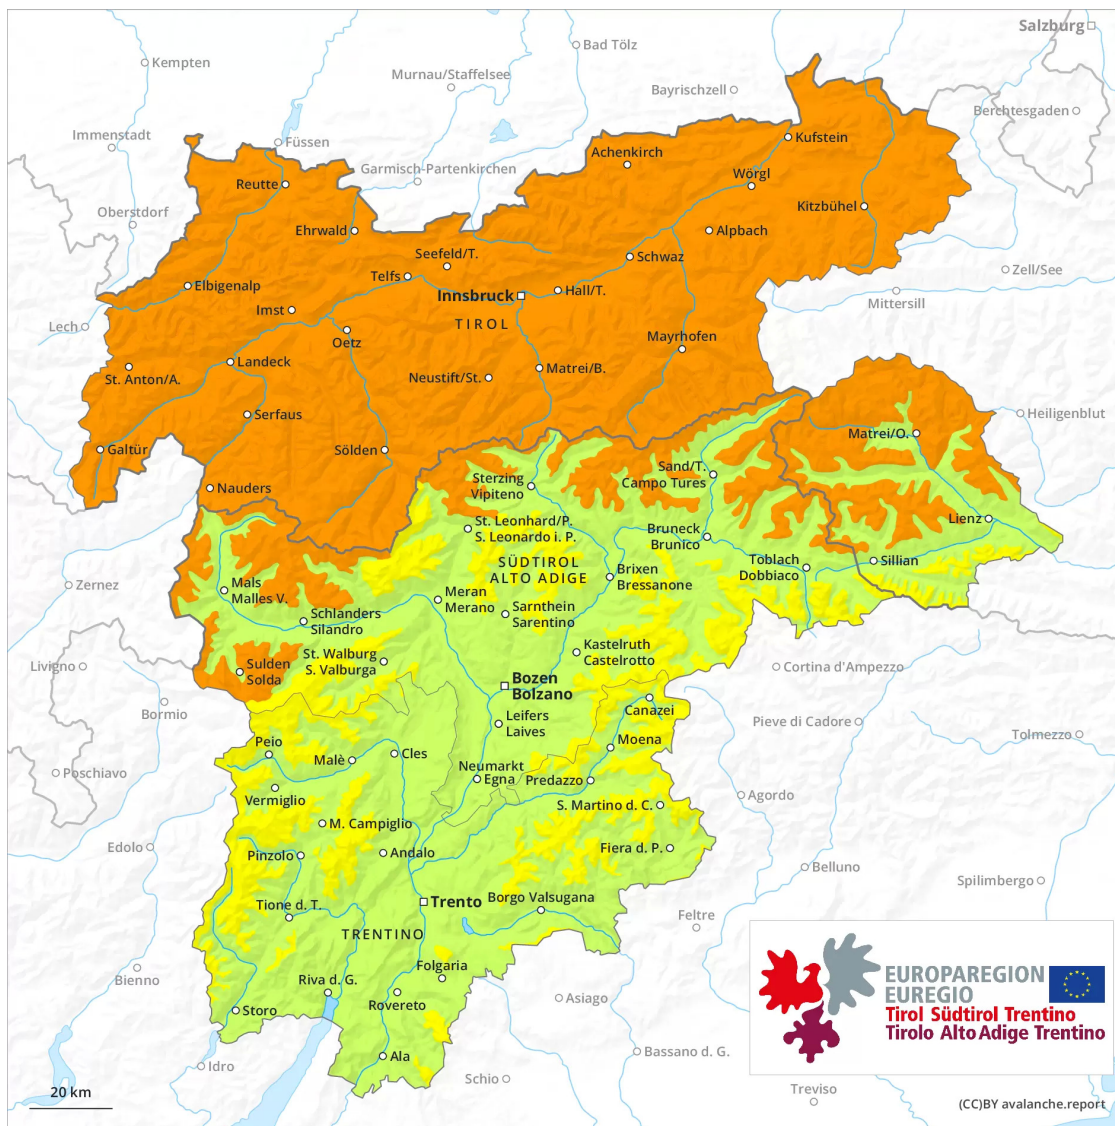 Salzburg
Bad Tölz
Kempten
Murnau/Staffelsee
Bayrischzell
Berchtesgaden
Immenstadt
Füssen
Kufstein
Achenkirch
Garmisch-Partenkirchen
Wörgl
Reutte
Oberstdorf
Kitzbühel
Ehrwald
Alpbach
Seefeld/T.
Schwaz
Telfs
Zell/See
Elbigenalp
Innsbruck
Hall/T.
Mittersill
Imst
TIROL
Lech
Oetz
Mayrhofen
Landeck
Matrei/B.
St. Anton/A.
Neustift/St.
Serfaus
Heiligenblut
Matrei/O.
Galtür
Sölden
Sand/T.
Campo Tures
Sterzing
Vipiteno
Nauders
Lienz
St. Leonhard/P.
S. Leonardo i. P.
Bruneck
Brunico
SÜDTIROL
ALTO ADIGE
Toblach
Dobbiaco
Sillian
Brixen
Bressanone
Zernez
Mals
Malles V.
Meran
Merano
Sarnthein
Sarentino
Schlanders
Silandro
Kastelruth
Castelrotto
St. Walburg
S. Valburga
Livigno
Sulden
Solda
Cortina d'Ampezzo
Bozen
Bolzano
Bormio
Canazei
Leifers
Laives
Pieve di Cadore
Tolmezzo
Peio
Moena
Cles
Malè
Poschiavo
Neumarkt
Egna
Predazzo
Vermiglio
Agordo
S. Martino d. C.
M. Campiglio
Edolo
Pinzolo
Andalo
Fiera d. P.
Belluno
Spilimbergo
Borgo Valsugana
Trento
Tione d. T.
Feltre
TRENTINO
Folgaria
Bienno
Riva d. G.
Rovereto
Asiago
Storo
EUROPAREGION
EUREGIO
Tirol Südtirol Trentino
Tirolo Alto Adige Trentino
Ala
Bassano d. G.
Idro
Schio
20 km
Treviso
(CC)BY avalanche.report